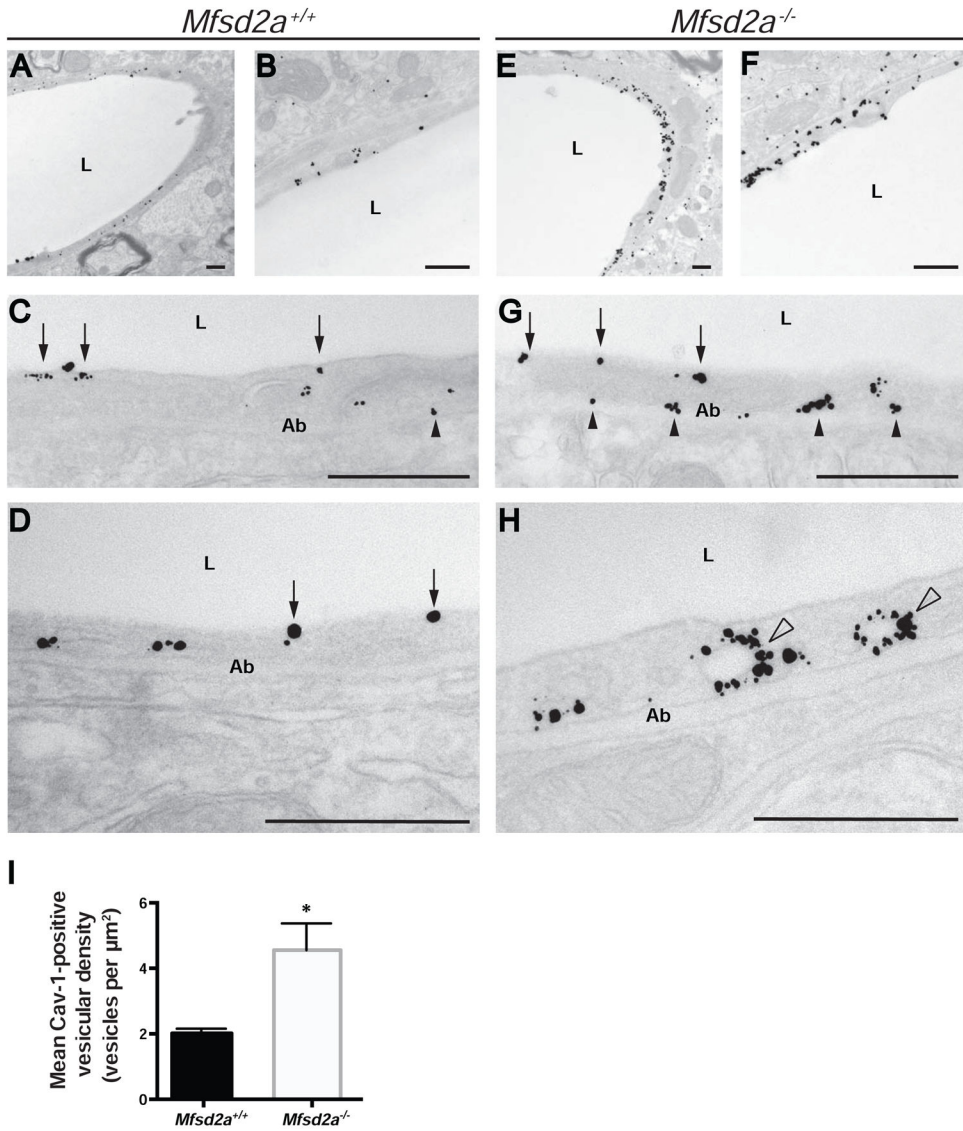 Mfsd2a+/+
Mfsd2a-/-
A
L
B
L
E
L
F
L
C
L
Ab
G
L
Ab
D
L
Ab
H
L
Ab
I
Mean Cav-1-positive
vesicular density
(vesicles per µm²)
6
4
2
0
*
Mfsd2a+/+
Mfsd2a-/-